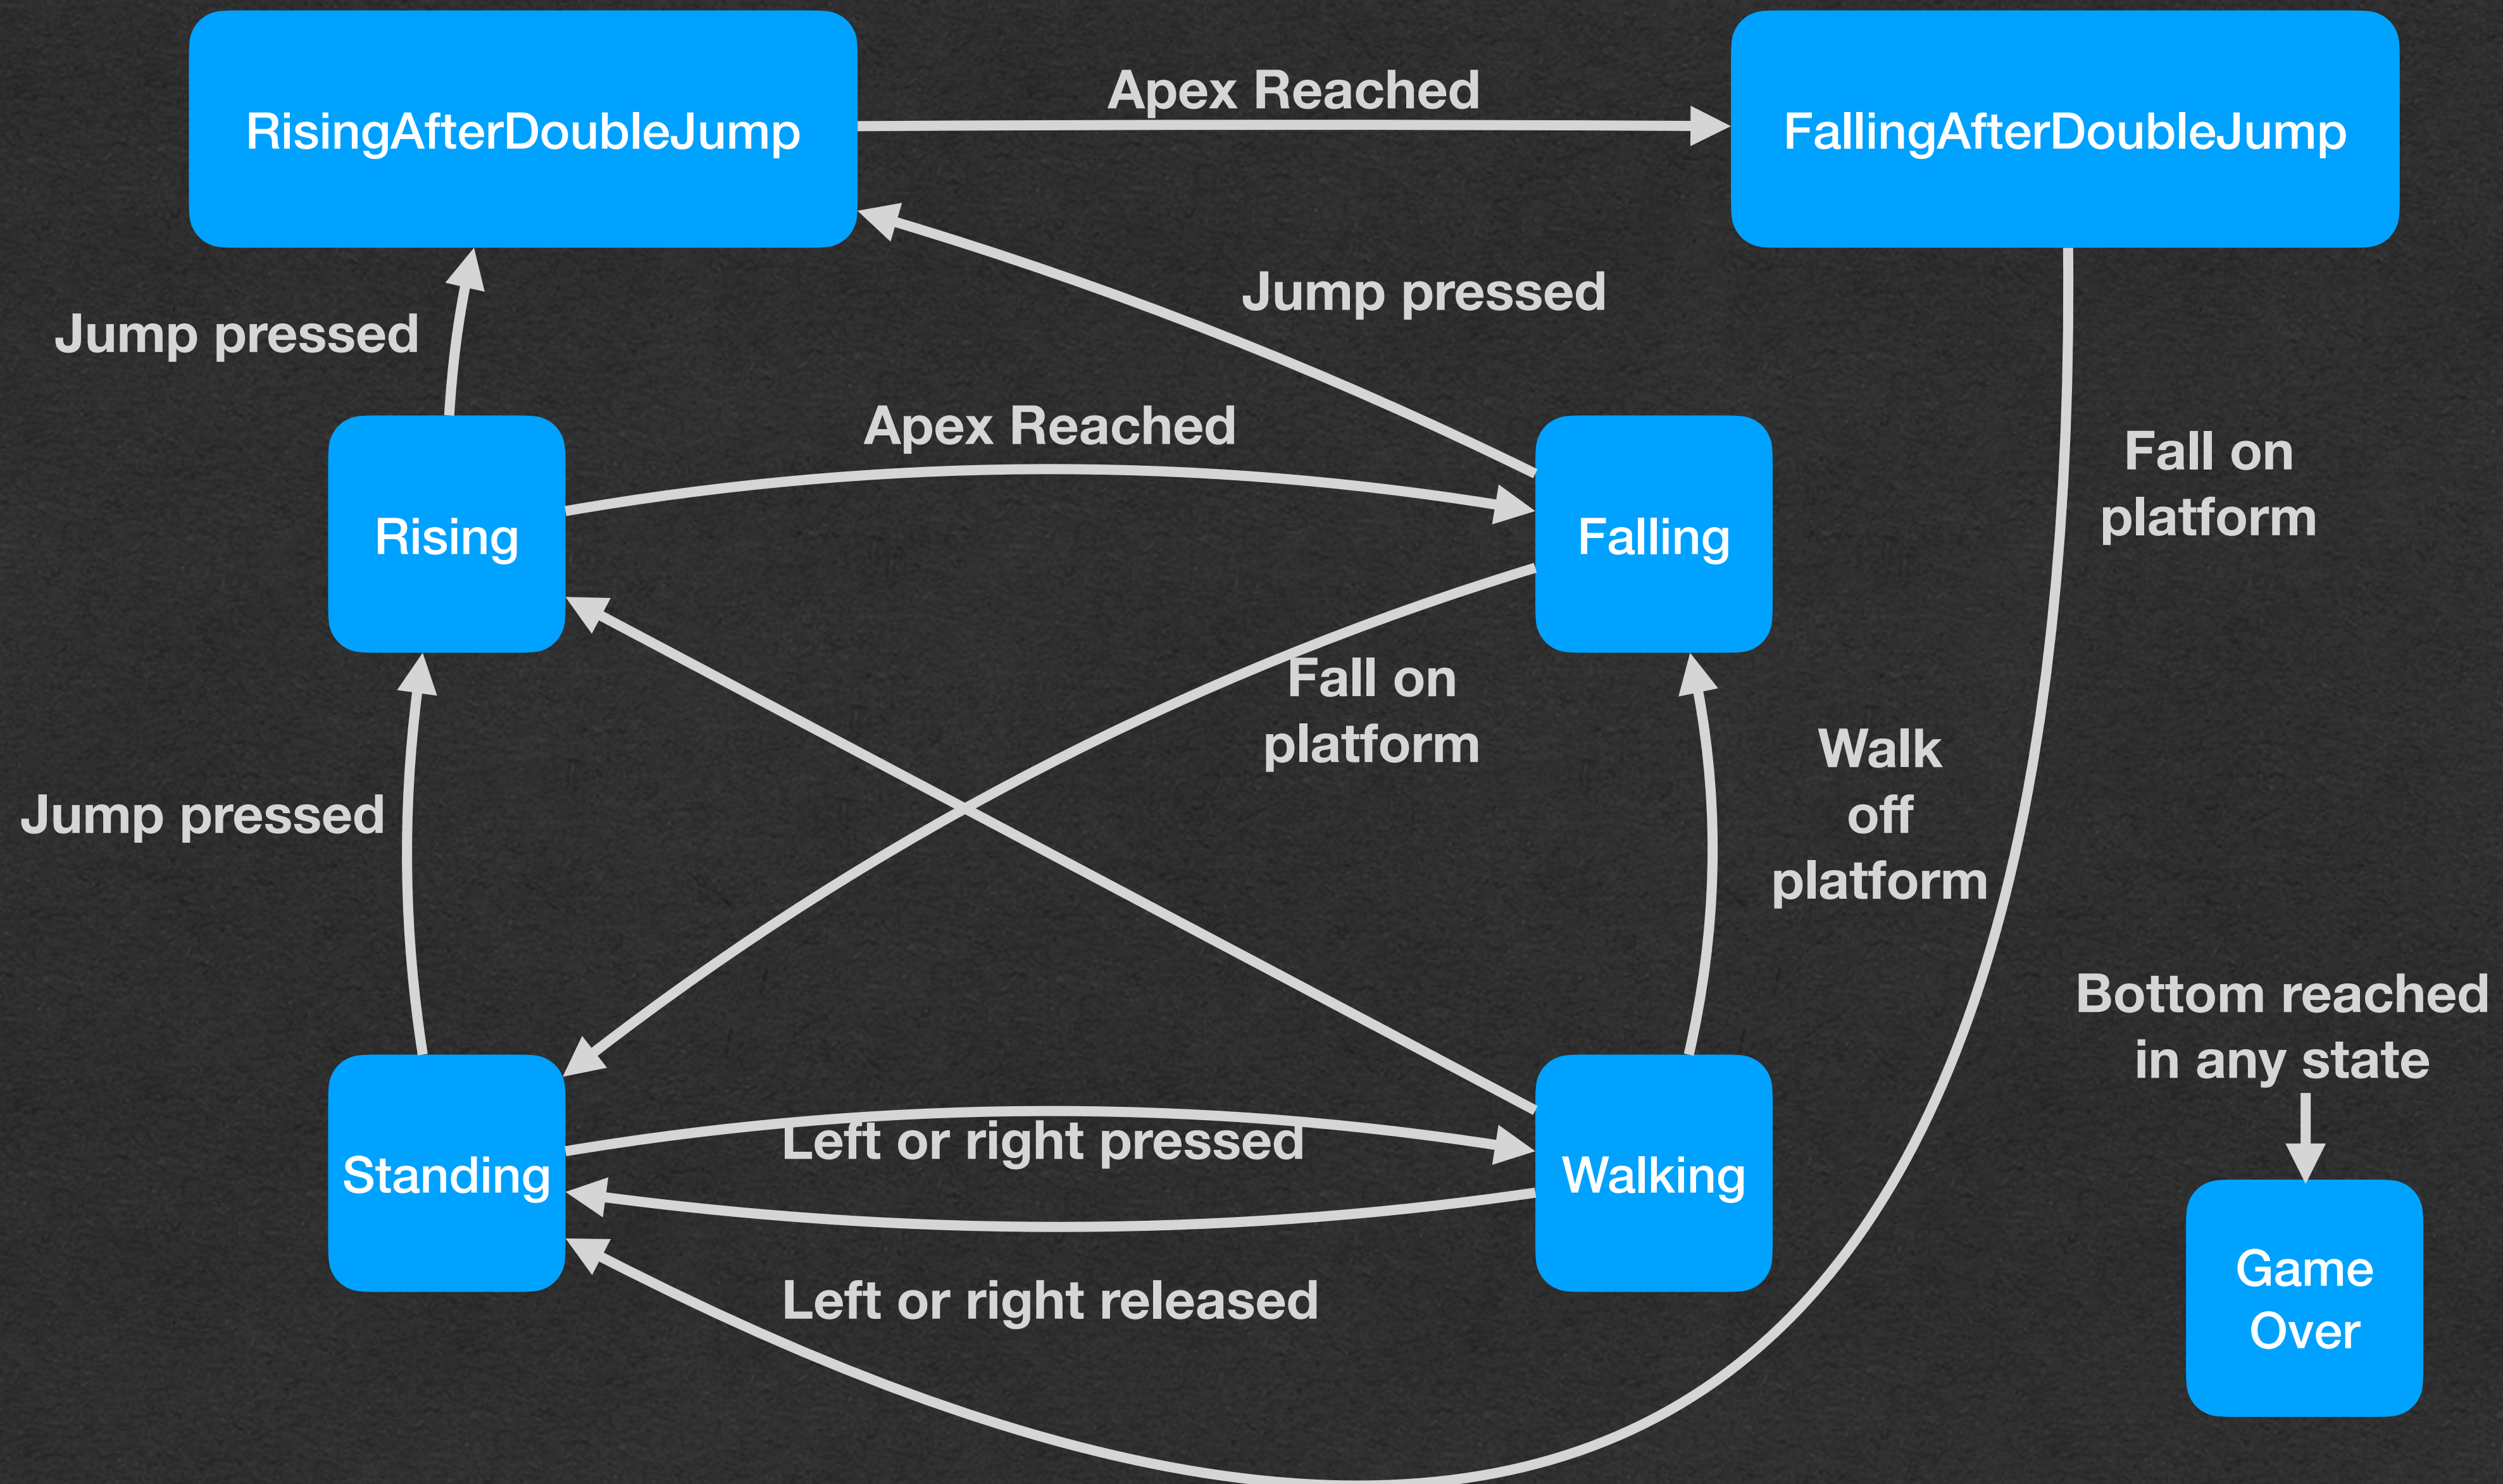 Apex Reached
RisingAfterDoubleJump
FallingAfterDoubleJump
Jump pressed
Jump pressed
Apex Reached
Fall on
platform
Rising
Falling
Fall on
platform
Walk
off
platform
Jump pressed
Bottom reached
in any state
Left or right pressed
Standing
Walking
Left or right released
Game
Over